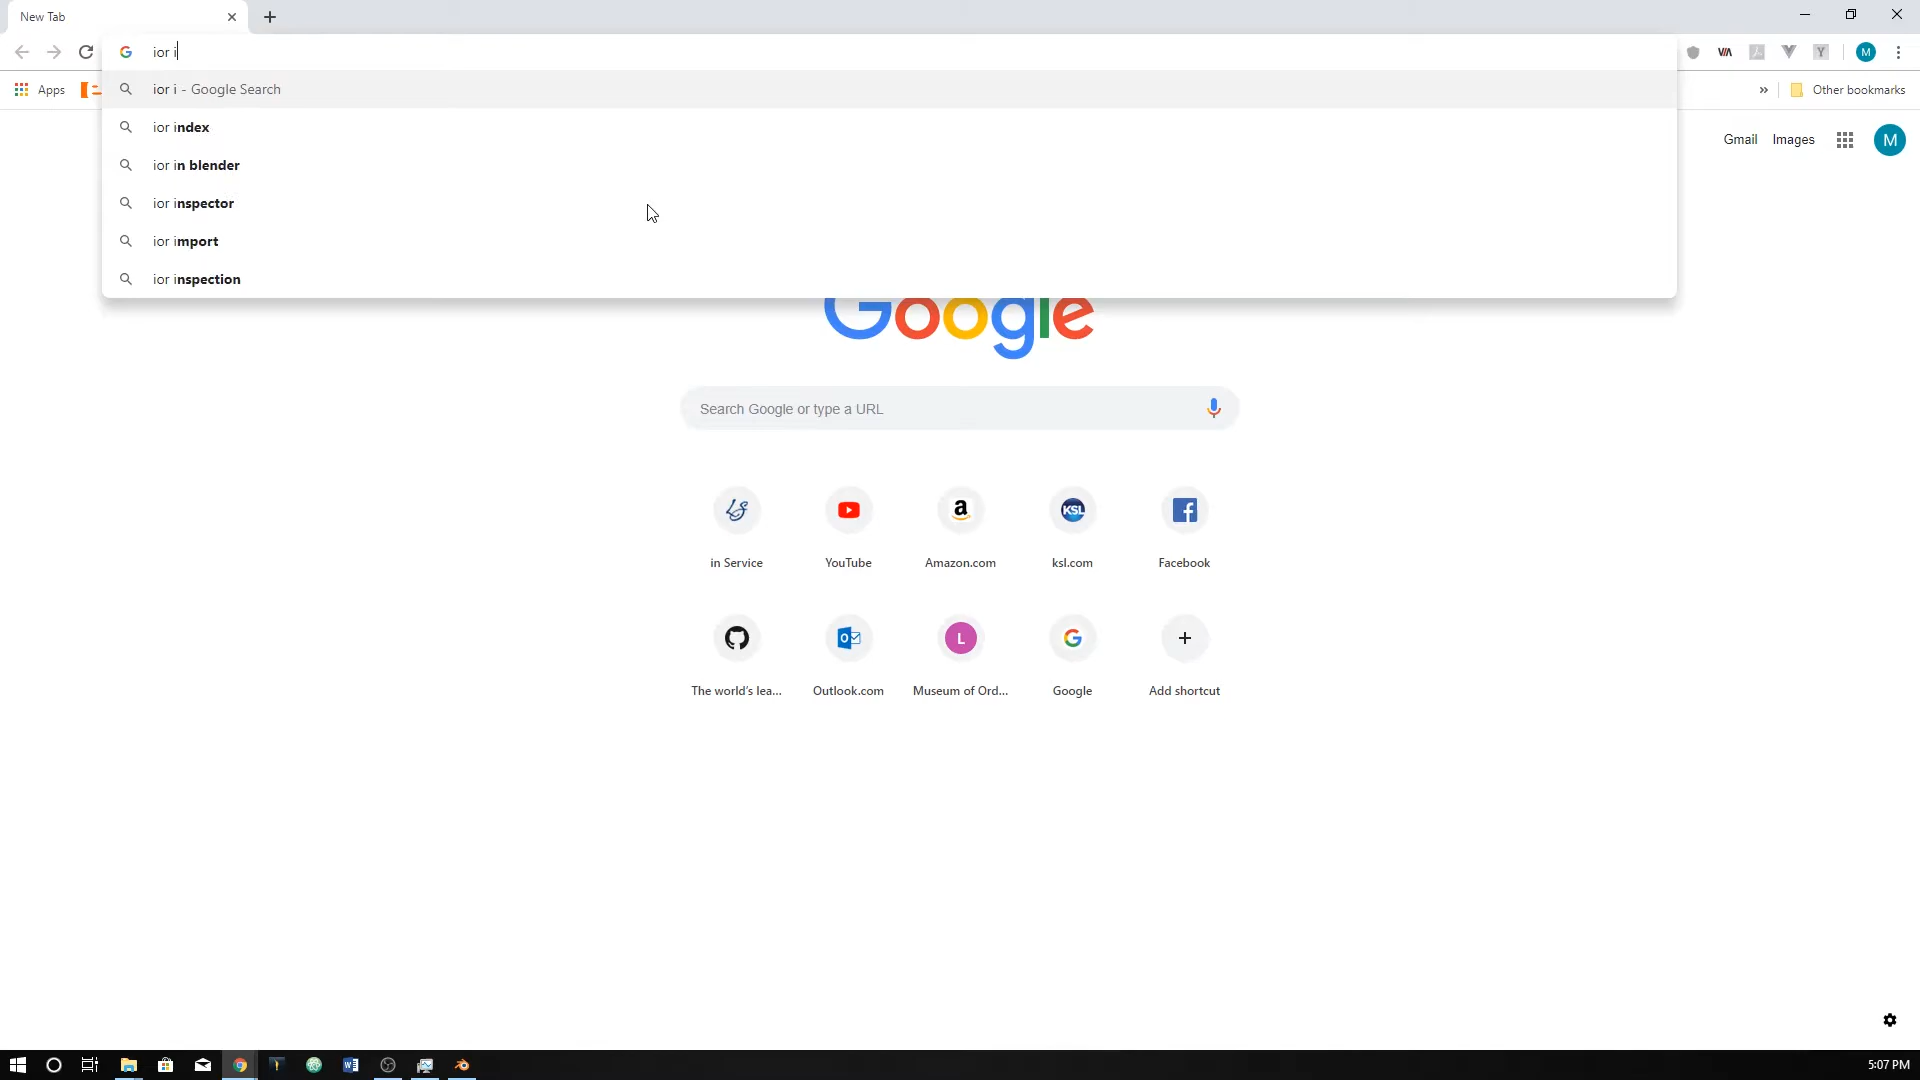 New Tab
ior i
Apps
Other bookmarks
ior i - Google Search
ior index
ior in blender
ior inspector
ior import
ior inspection
Gmail Images M
Google
Search Google or type a URL
in Service YouTube Amazon.com ksl.com Facebook
The world's lea... Outlook.com Museum of Ord... Google Add shortcut
5:07 PM